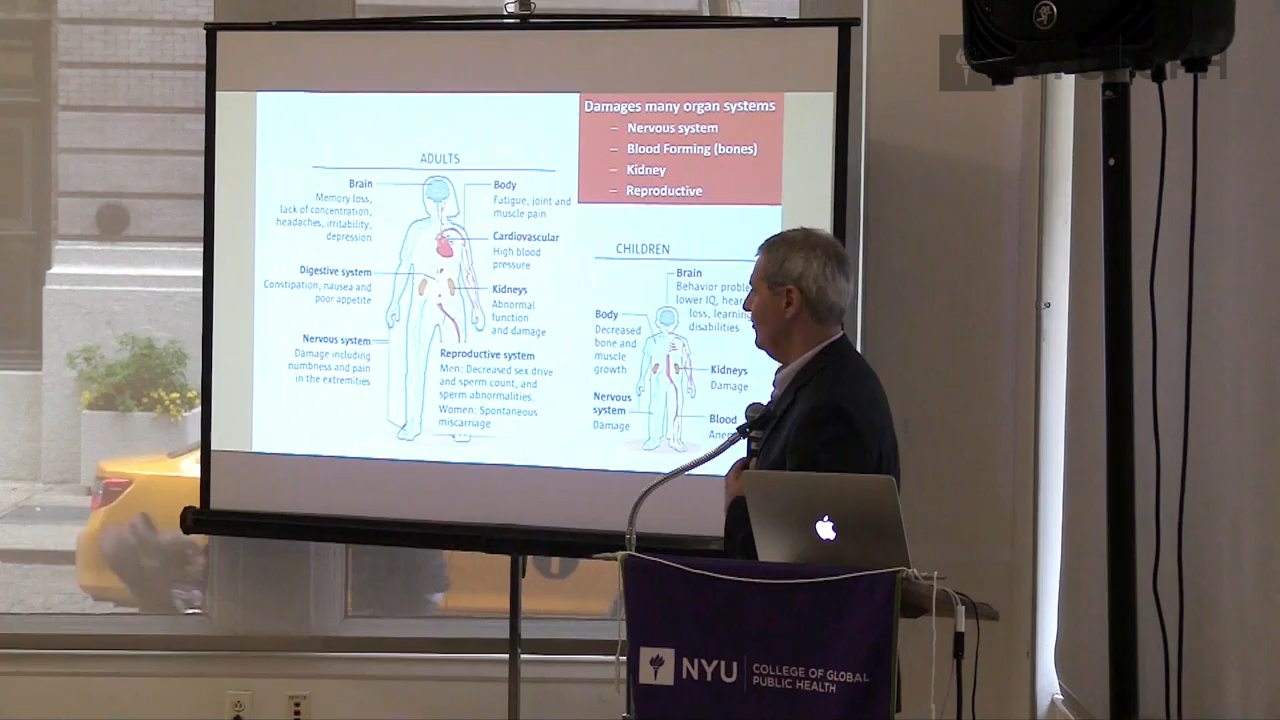 Damages many organ systems
– Nervous system
– Blood Forming (bones)
– Kidney
– Reproductive
ADULTS
Brain
Memory loss,
lack of concentration,
headaches, irritability,
depression
Digestive system
Constipation, nausea and
poor appetite
Nervous system
Damage including
numbness and pain
in the extremities
Body
Fatigue, joint and
muscle pain
Cardiovascular
High blood
pressure
Kidneys
Abnormal
function
and damage
Reproductive system
Men: Decreased sex drive
and sperm count, and
sperm abnormalities.
Women: Spontaneous
miscarriage
CHILDREN
Brain
Behavior
lower IQ,
loss,
disabilities
Body
Decreased
bone and
muscle
growth
Kidneys
Damage
Nervous
system
Damage
Blood
NYU
COLLEGE OF GLOBAL
PUBLIC HEALTH